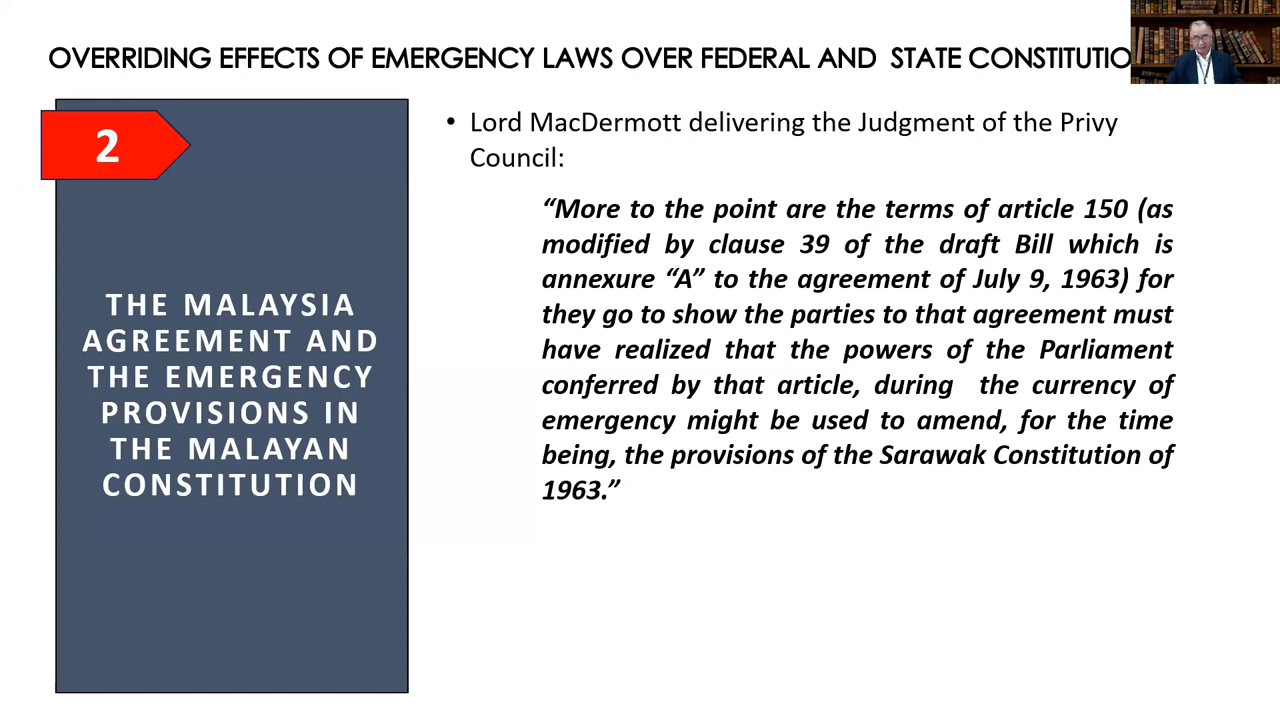 OVERRIDING EFFECTS OF EMERGENCY LAWS OVER FEDERAL AND STATE CONSTITUTIO
2
THE MALAYSIA
AGREEMENT AND
THE EMERGENCY
PROVISIONS IN
THE MALAYAN
CONSTITUTION
• Lord MacDermott delivering the Judgment of the Privy
Council:
“More to the point are the terms of article 150 (as
modified by clause 39 of the draft Bill which is
annexure “A” to the agreement of July 9, 1963) for
they go to show the parties to that agreement must
have realized that the powers of the Parliament
conferred by that article, during the currency of
emergency might be used to amend, for the time
being, the provisions of the Sarawak Constitution of
1963.”